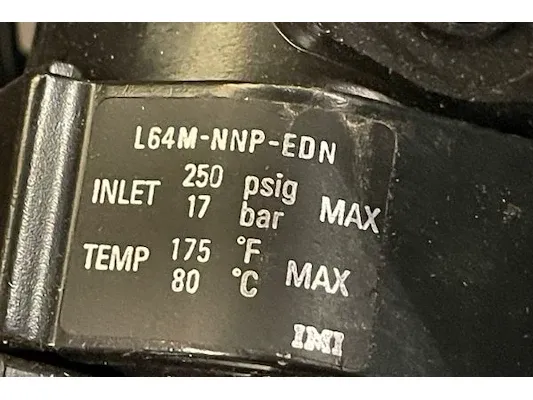 L64M-NNP-EDN
INLET 250 psig
17 bar MAX
TEMP 175 °F
80 °C MAX
IMI